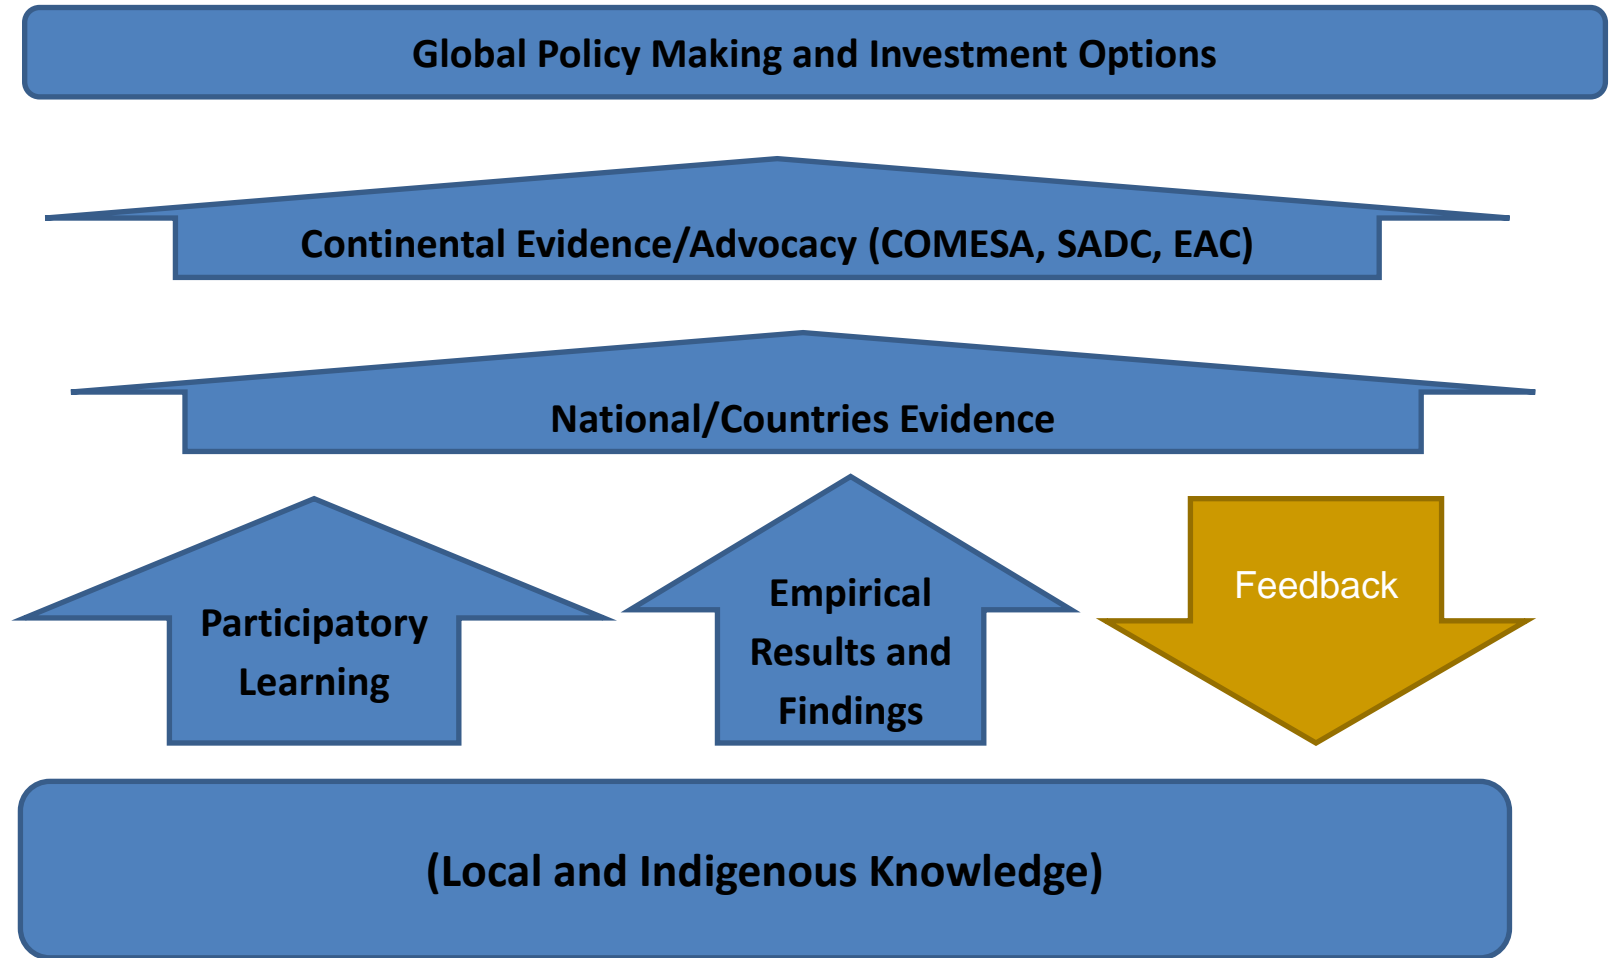 Global Policy Making and Investment Options
Continental Evidence/Advocacy (COMESA, SADC, EAC)
National/Countries Evidence
Participatory
Learning
Empirical
Results and
Findings
Feedback
(Local and Indigenous Knowledge)